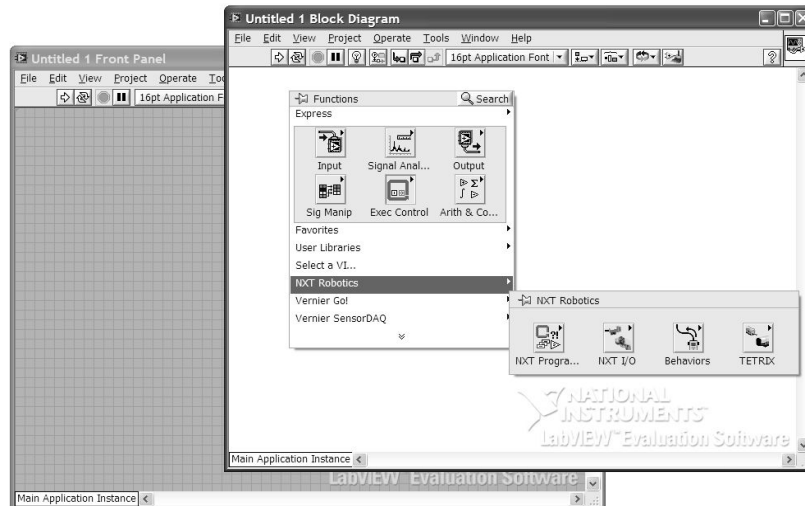 Untitled 1 Block Diagram
File Edit View Project Operate Tools Window Help
16pt Application Font
Untitled 1 Front Panel
File Edit View Project Operate
16pt Application F
Functions Search
Express
Input Signal Anal... Output
Sig Manip Exec Control Arith & Co...
Favorites
User Libraries
Select a VI...
NXT Robotics
Vernier Go!
Vernier SensorDAQ
NXT Robotics
NXT Progra... NXT I/O Behaviors TETRIX
NATIONAL
INSTRUMENTS
LabVIEW™ Evaluation Software
Main Application Instance
LabVIEW™ Evaluation Software
Main Application Instance